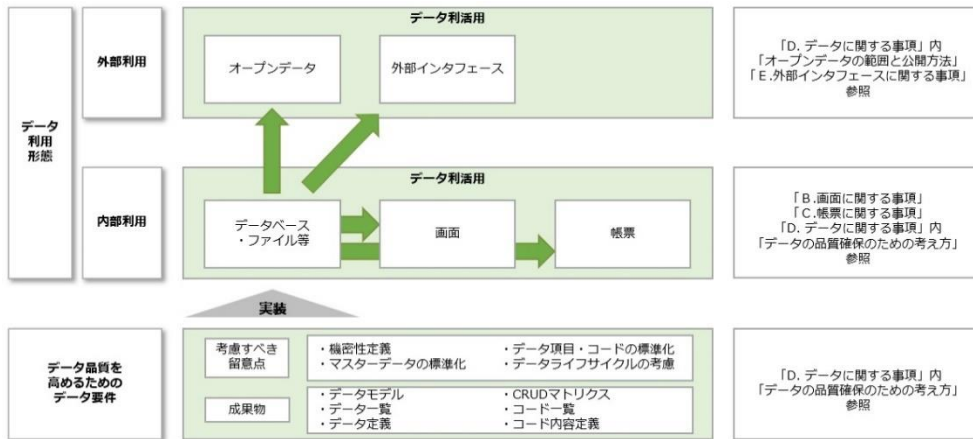 データ
利用
形態
外部利用
データ利活用
オープンデータ
外部インタフェース
「D. データに関する事項」内
「オープンデータの範囲と公開方法」
「E.外部インタフェースに関する事項」
参照
内部利用
データ利活用
データベース
・ファイル等
画面
帳票
「B.画面に関する事項」
「C.帳票に関する事項」
「D. データに関する事項」内
「データの品質確保のための考え方」
参照
実装
データ品質を
高めるための
データ要件
考慮すべき
留意点
・機密性定義
・マスターデータの標準化
・データ項目・コードの標準化
・データライフサイクルの考慮
成果物
・データモデル
・データ一覧
・データ定義
・CRUDマトリクス
・コード一覧
・コード内容定義
「D. データに関する事項」内
「データの品質確保のための考え方」
参照